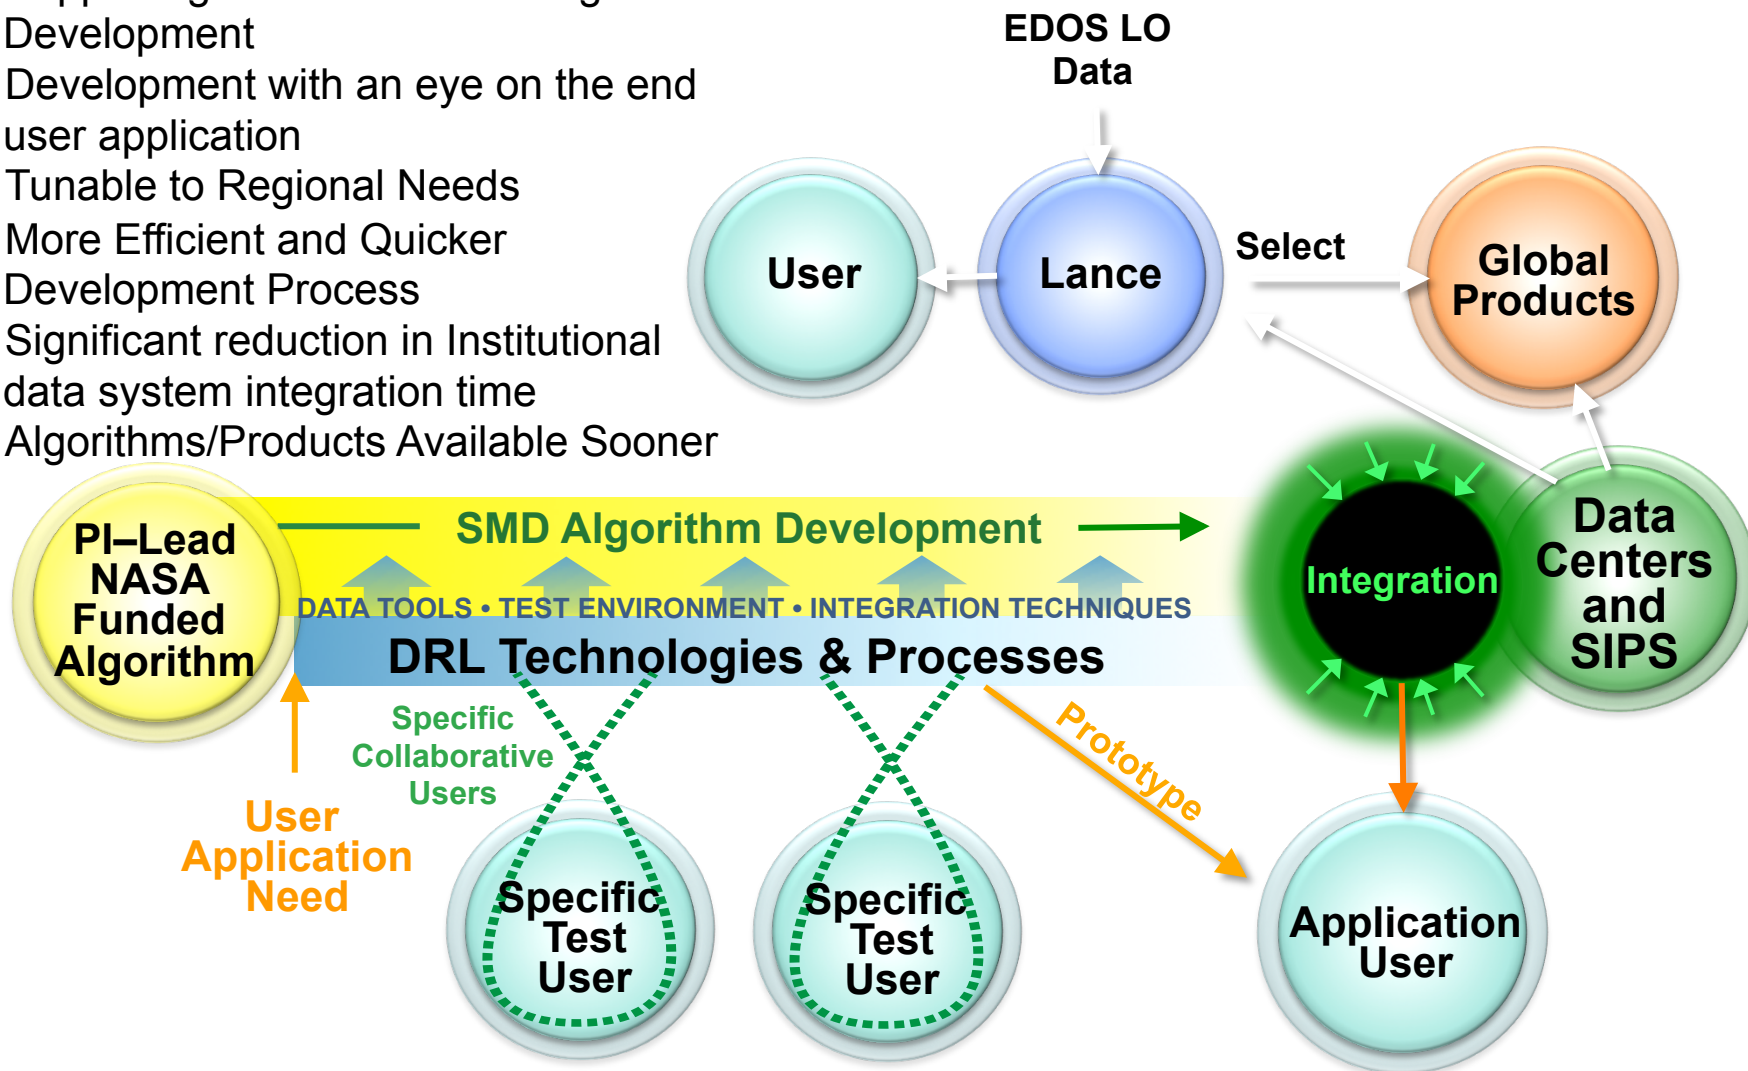 Development
Development with an eye on the end
user application
Tunable to Regional Needs
More Efficient and Quicker
Development Process
Significant reduction in Institutional
data system integration time
Algorithms/Products Available Sooner
EDOS LO
Data
User
Lance
Select
Global
Products
PI–Lead
NASA
Funded
Algorithm
SMD Algorithm Development
DATA TOOLS • TEST ENVIRONMENT • INTEGRATION TECHNIQUES
DRL Technologies & Processes
Integration
Data
Centers
and
SIPS
Specific
Collaborative
Users
Prototype
User
Application
Need
Specific
Test
User
Specific
Test
User
Application
User